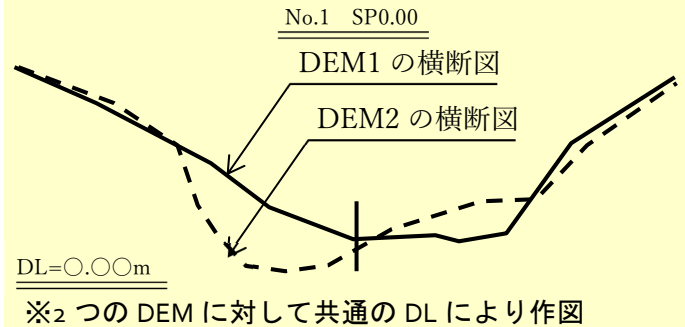 No.1 SP0.00
DEM1 の横断図
DEM2 の横断図
DL=○.○○m
※2 つの DEM に対して共通の DL により作図